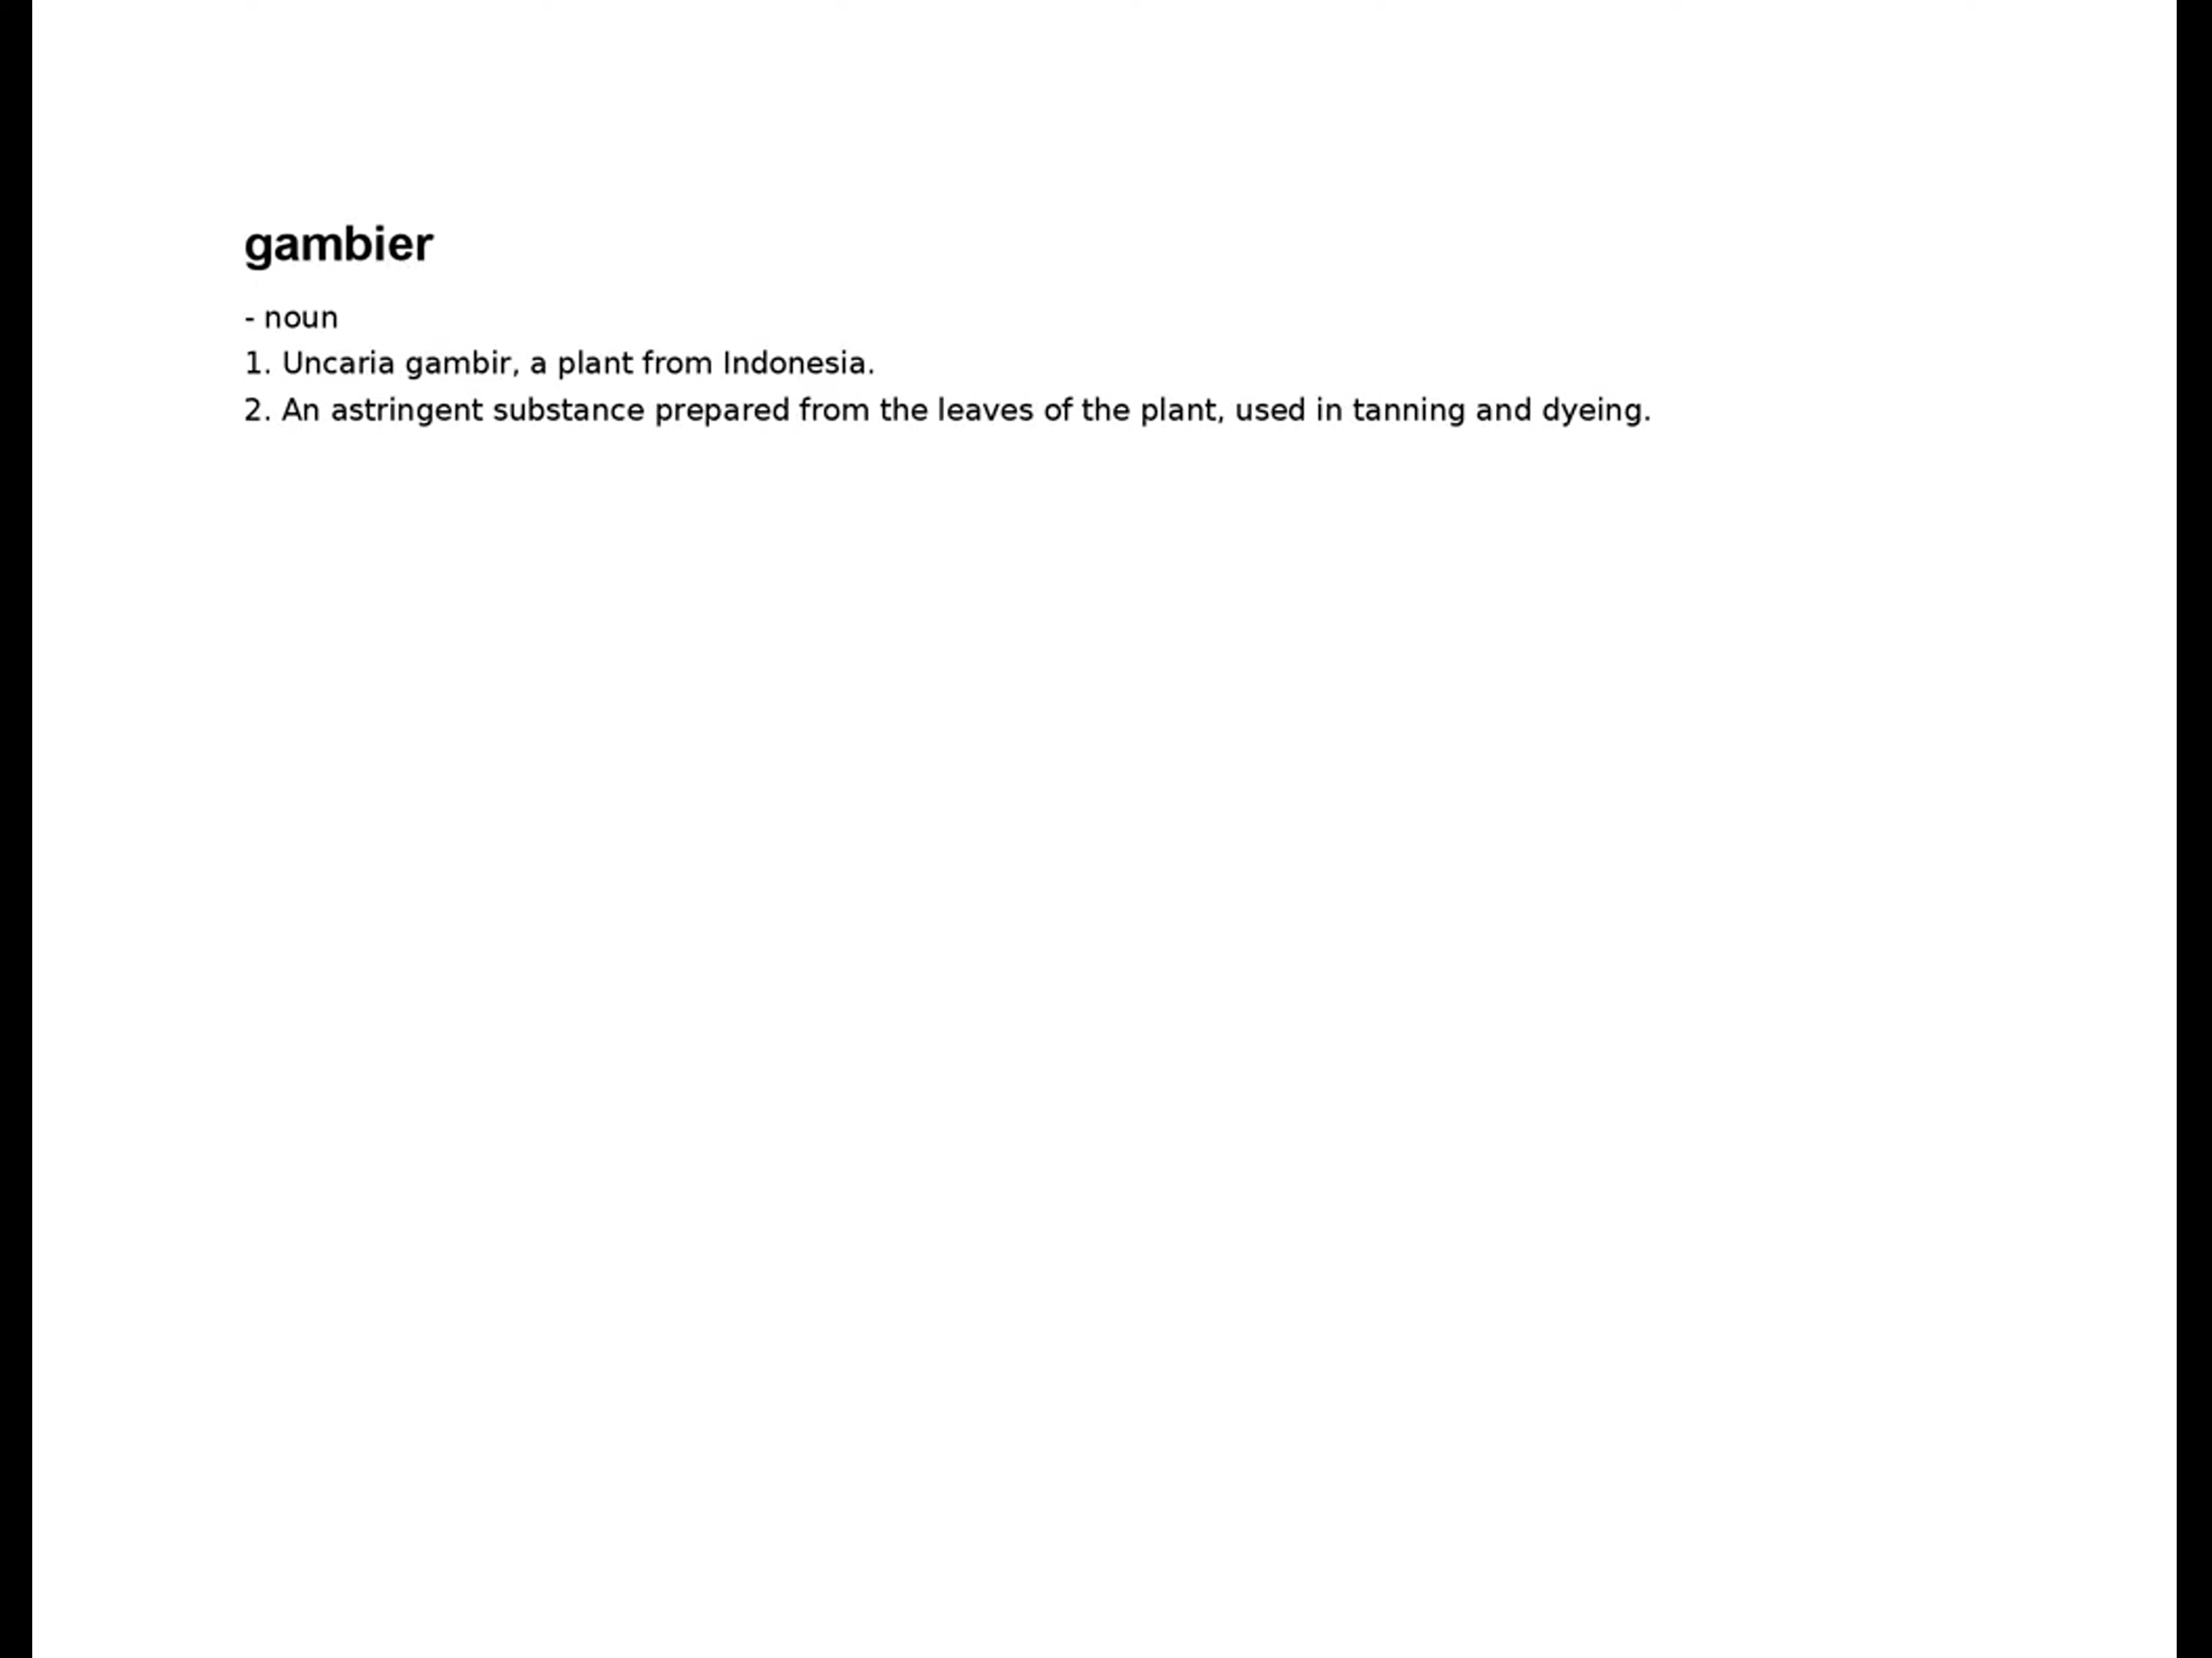 gambier
- noun
1. Uncaria gambir, a plant from Indonesia.
2. An astringent substance prepared from the leaves of the plant, used in tanning and dyeing.